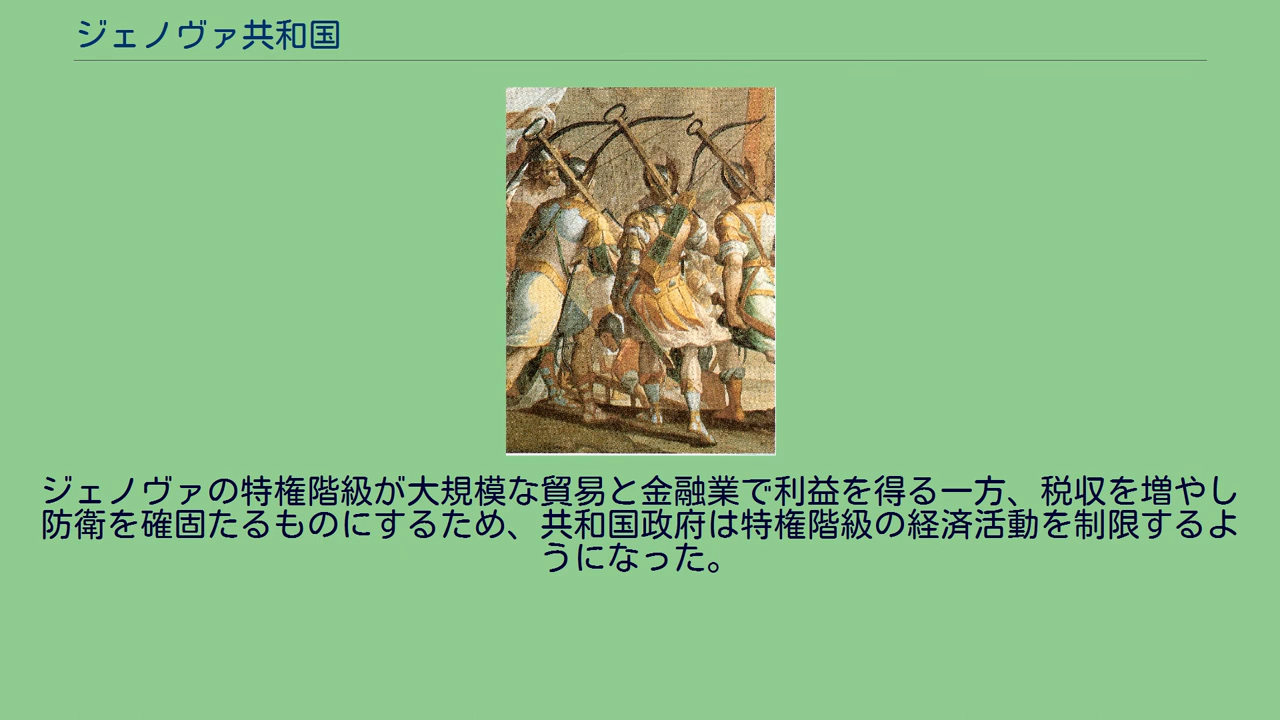 ジェノヴァ共和国
ジェノヴァの特権階級が大規模な貿易と金融業で利益を得る一方、税収を増やし
防衛を確固たるものにするため、共和国政府は特権階級の経済活動を制限するよ
うになった。